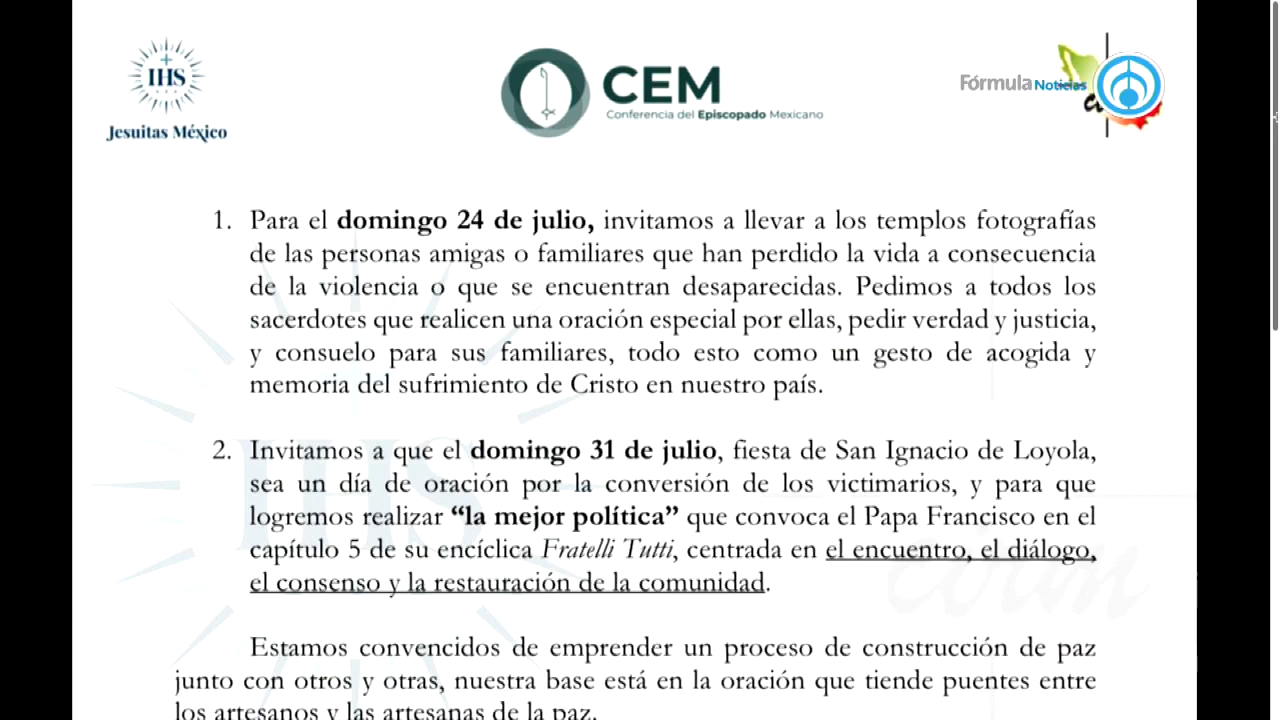 IHS
Jesuitas México
CEM
Conferencia del Episcopado Mexicano
Fórmula Noticias
1. Para el domingo 24 de julio, invitamos a llevar a los templos fotografías
de las personas amigas o familiares que han perdido la vida a consecuencia
de la violencia o que se encuentran desaparecidas. Pedimos a todos los
sacerdotes que realicen una oración especial por ellas, pedir verdad y justicia,
y consuelo para sus familiares, todo esto como un gesto de acogida y
memoria del sufrimiento de Cristo en nuestro país.
2. Invitamos a que el domingo 31 de julio, fiesta de San Ignacio de Loyola,
sea un día de oración por la conversión de los victimarios, y para que
logremos realizar “la mejor política” que convoca el Papa Francisco en el
capítulo 5 de su encíclica Fratelli Tutti, centrada en el encuentro, el diálogo,
el consenso y la restauración de la comunidad.
Estamos convencidos de emprender un proceso de construcción de paz
junto con otros y otras, nuestra base está en la oración que tiende puentes entre
los artesanos y las artesanas de la paz.